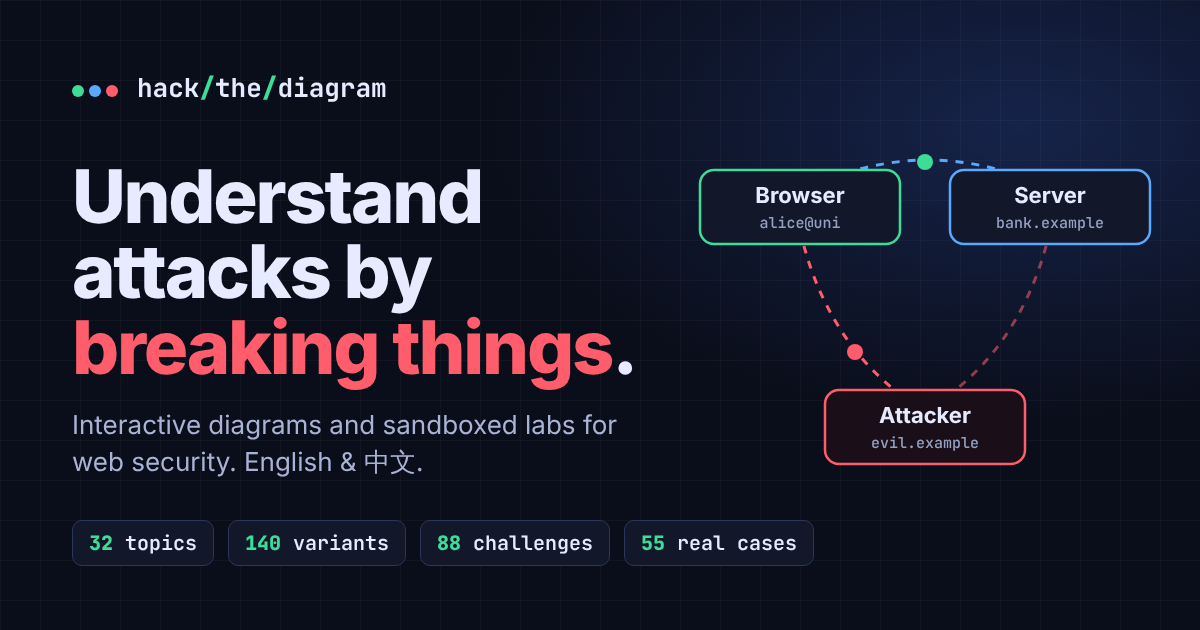 hack/the/diagram
Understand
attacks by
breaking things.
Interactive diagrams and sandboxed labs for
web security. English & 中文.
32 topics
140 variants
88 challenges
55 real cases
Browser
alice@uni
Server
bank.example
Attacker
evil.example